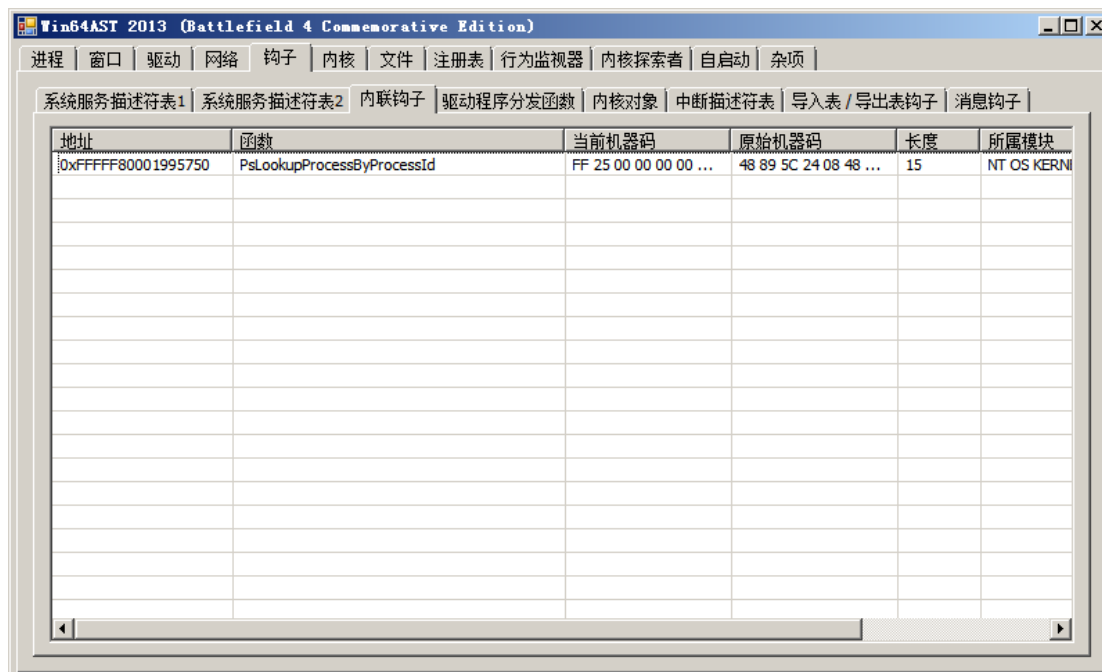 Win64AST 2013 (Battlefield 4 Commemorative Edition)
进程 窗口 驱动 网络 钩子 内核 文件 注册表 行为监视器 内核探索者 自启动 杂项
系统服务描述符表1 系统服务描述符表2 内联钩子 驱动程序分发函数 内核对象 中断描述符表 导入表 / 导出表钩子 消息钩子
地址 函数 当前机器码 原始机器码 长度 所属模块
0xFFFFF80001995750 PsLookupProcessByProcessId FF 25 00 00 00 00 ... 48 89 5C 24 08 48 ... 15 NT OS KERN